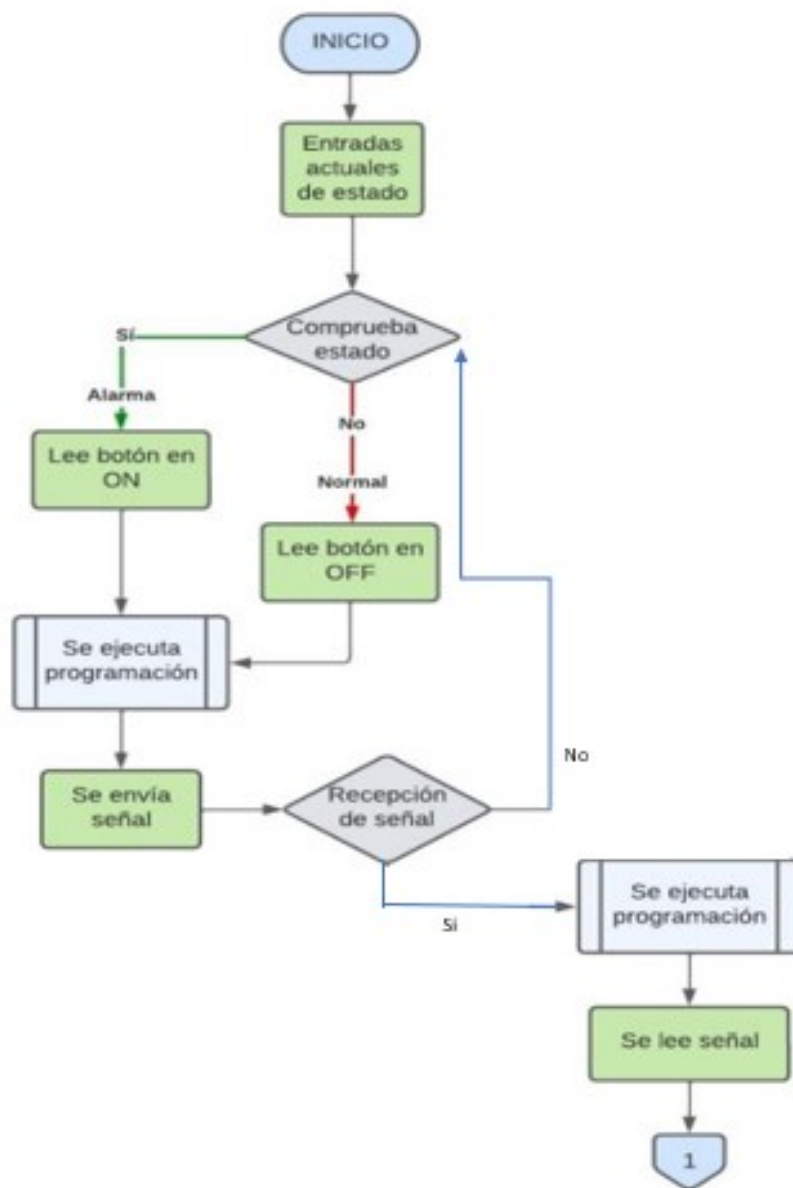 INICIO
Entradas
actuales
de estado
Comprueba
estado
Sí
Alarma
No
Normal
Lee botón en
ON
Lee botón en
OFF
Se ejecuta
programación
Se envía
señal
Recepción
de señal
No
Si
Se ejecuta
programación
Se lee señal
1